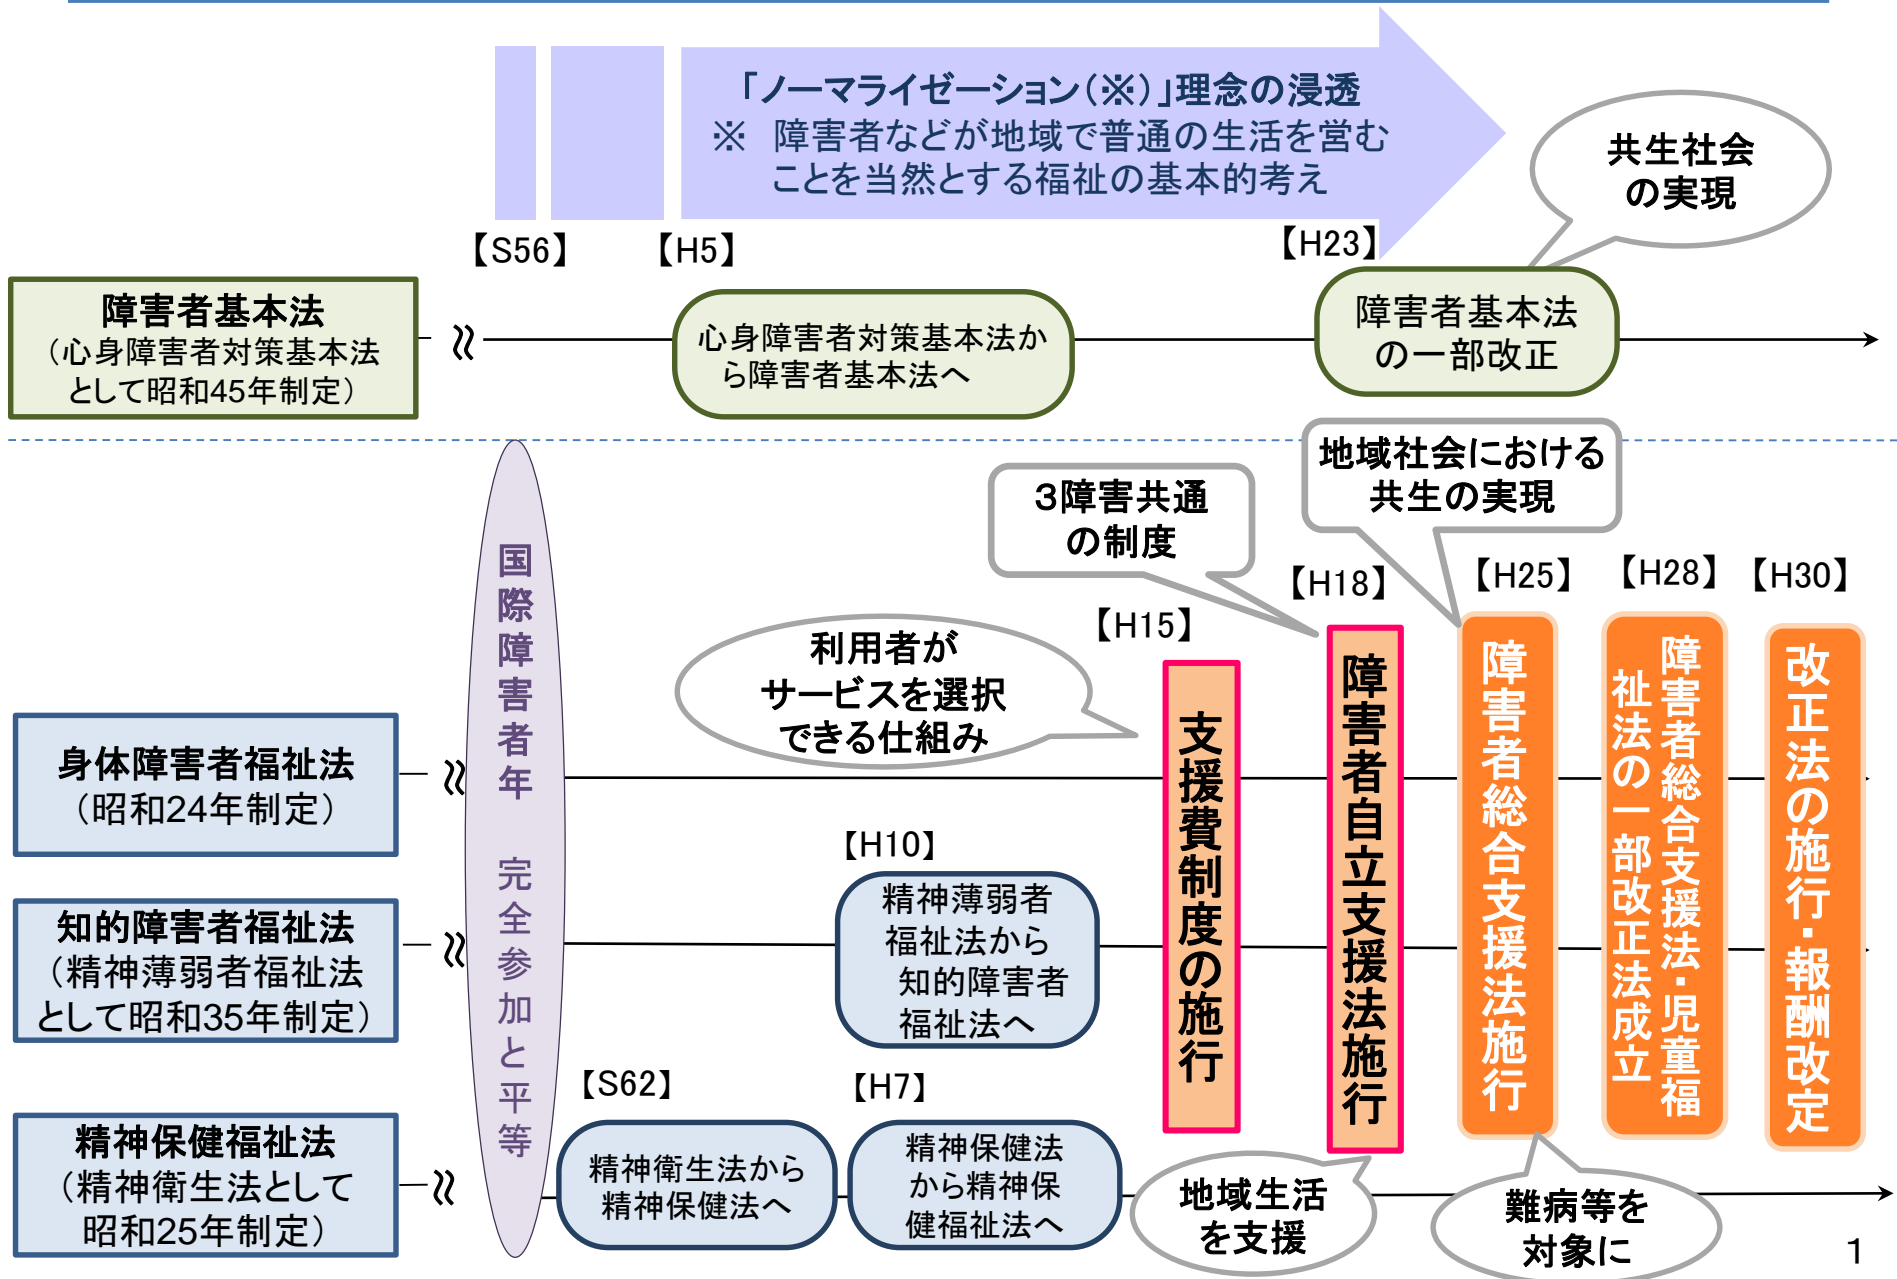 「ノーマライゼーション（※）」理念の浸透
※　障害者などが地域で普通の生活を営む
ことを当然とする福祉の基本的考え
共生社会
の実現
【S56】
【H5】
【H23】
障害者基本法
（心身障害者対策基本法
として昭和45年制定）
心身障害者対策基本法か
ら障害者基本法へ
障害者基本法
の一部改正
国際障害者年　完全参加と平等
3障害共通
の制度
地域社会における
共生の実現
利用者が
サービスを選択
できる仕組み
【H15】
【H18】
【H25】
【H28】
【H30】
支援費制度の施行
障害者自立支援法施行
障害者総合支援法施行
障害者総合支援法・児童福
祉法の一部改正法成立
改正法の施行・報酬改定
身体障害者福祉法
（昭和24年制定）
知的障害者福祉法
（精神薄弱者福祉法
として昭和35年制定）
【H10】
精神薄弱者
福祉法から
知的障害者
福祉法へ
精神保健福祉法
（精神衛生法として
昭和25年制定）
【S62】
精神衛生法から
精神保健法へ
【H7】
精神保健法
から精神保
健福祉法へ
地域生活
を支援
難病等を
対象に
1